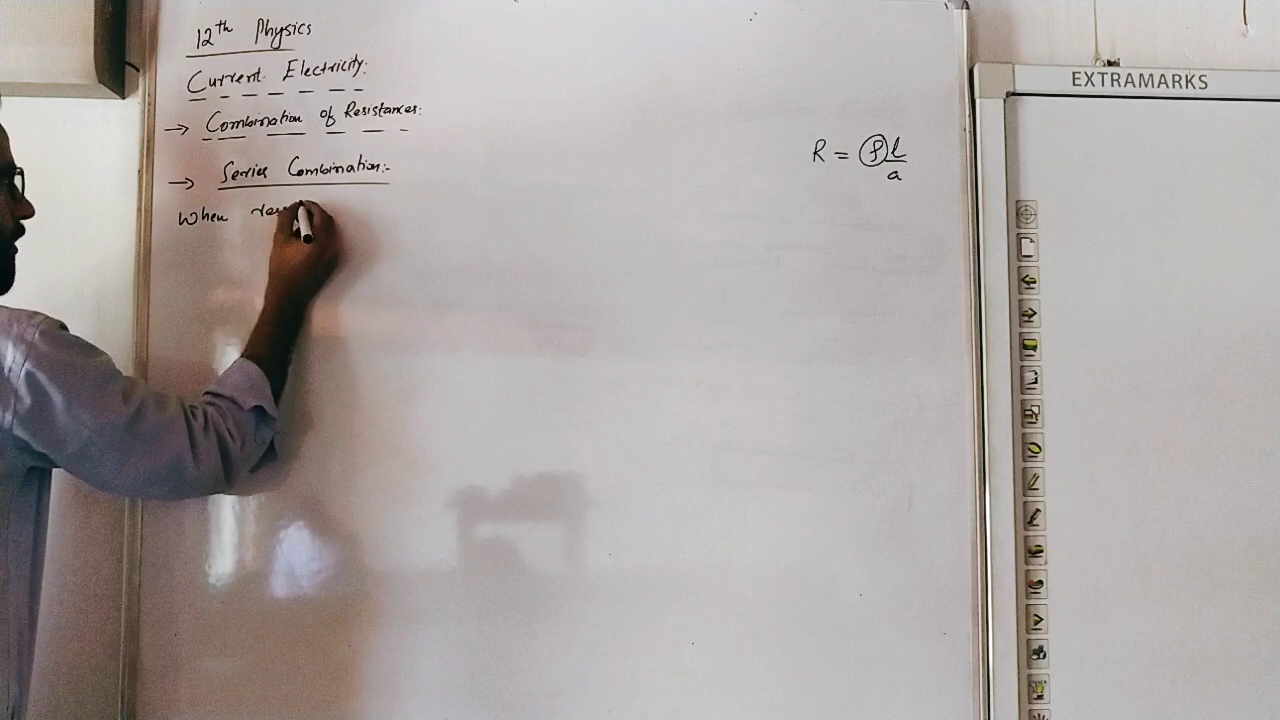 12th Physics
Current Electricity:
→ Combination of Resistances:
→ Series Combination:-
When
R = ρl/a
EXTRAMARKS